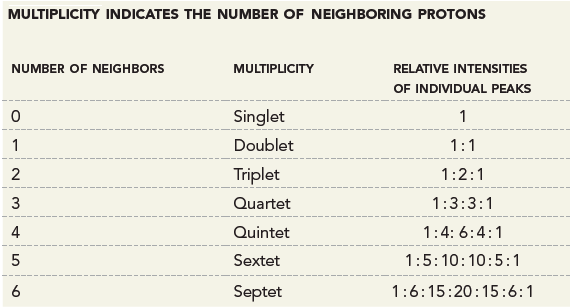 MULTIPLICITY INDICATES THE NUMBER OF NEIGHBORING PROTONS
NUMBER OF NEIGHBORS MULTIPLICITY RELATIVE INTENSITIES
OF INDIVIDUAL PEAKS
0 Singlet 1
1 Doublet 1:1
2 Triplet 1:2:1
3 Quartet 1:3:3:1
4 Quintet 1:4: 6:4:1
5 Sextet 1:5:10:10:5:1
6 Septet 1:6:15:20:15:6:1